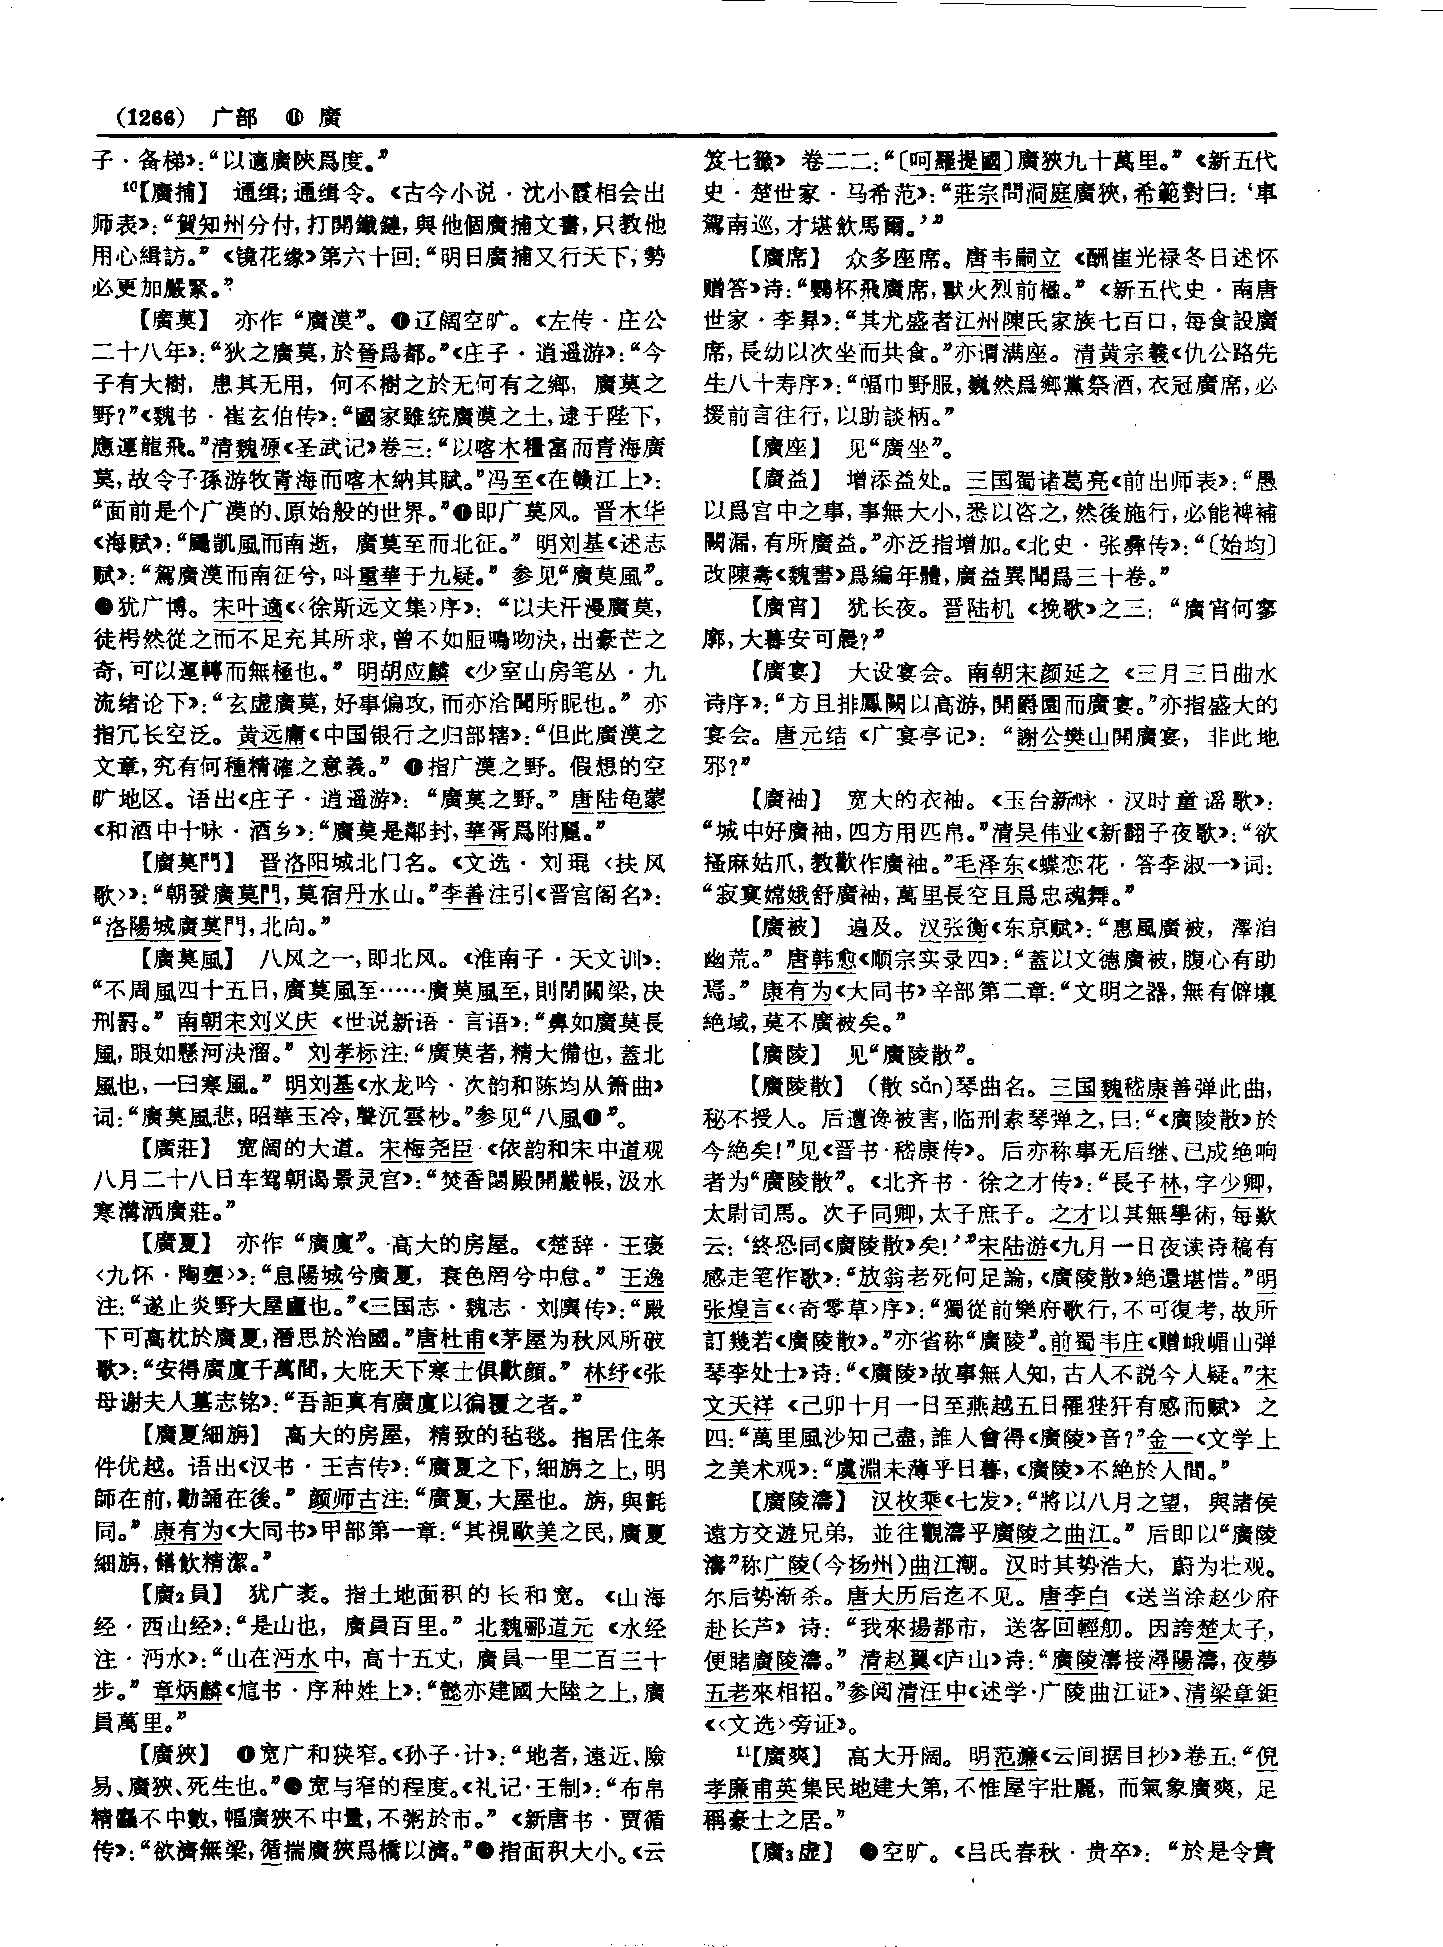 (1266) 广部 ⓫ 廣
子·备梯》：“以適廣陝爲度。”
10【廣捕】 通缉；通缉令。《古今小说·沈小霞相会出
师表》：“賀知州分付，打開鐵鏈，與他個廣捕文書，只教他
用心缉訪。”《镜花缘》第六十回：“明日廣捕又行天下，勢
必更加嚴緊。”
【廣莫】 亦作“廣漠”。❶辽阔空旷。《左传·庄公
二十八年》：“狄之廣莫，於晉爲都。”《庄子·逍遥游》：“今
子有大樹，患其无用，何不樹之於无何有之鄉，廣莫之
野？”《魏书·崔玄伯传》：“國家雖統廣漠之土，逮于陛下，
應運龍飛。”清魏源《圣武记》卷三：“以喀木糧富而青海廣
莫，故令子孫游牧青海而喀木納其賦。”冯至《在赣江上》：
“面前是个广漠的、原始般的世界。”❷即广莫风。晋木华
《海赋》：“颺凱風而南逝，廣莫至而北征。”明刘基《述志
赋》：“駕廣漠而南征兮，叫重華于九疑。”参见“廣莫風”。
❸犹广博。宋叶適《〈徐斯远文集〉序》：“以夫汗漫廣莫，
徒枵然從之而不足充其所求，曾不如脰鳴吻決，出豪芒之
奇，可以運轉而無極也。”明胡应麟《少室山房笔丛·九
流绪论下》：“玄虚廣莫，好事偏攻，而亦洽聞所昵也。”亦
指冗长空泛。黄远庸《中国银行之归部辖》：“但此廣漠之
文章，究有何種精確之意義。”❹指广漠之野。假想的空
旷地区。语出《庄子·逍遥游》：“廣莫之野。”唐陆龟蒙
《和酒中十咏·酒乡》：“廣莫是鄰封，華胥爲附麗。”
【廣莫門】 晋洛阳城北门名。《文选·刘琨〈扶风
歌〉》：“朝發廣莫門，莫宿丹水山。”李善注引《晋宫阁名》：
“洛陽城廣莫門，北向。”
【廣莫風】 八风之一，即北风。《淮南子·天文训》：
“不周風四十五日，廣莫風至……廣莫風至，則閉關梁，决
刑罰。”南朝宋刘义庆《世说新语·言语》：“鼻如廣莫長
風，眼如懸河決溜。”刘孝标注：“廣莫者，精大備也，蓋北
風也，一曰寒風。”明刘基《水龙吟·次韵和陈均从箫曲》
词：“廣莫風悲，昭華玉冷，聲沉雲杪。”参见“八風❶”。
【廣莊】 宽阔的大道。宋梅尧臣《依韵和宋中道观
八月二十八日车驾朝谒景灵宫》：“焚香閟殿開嚴帳，汲水
寒溝洒廣莊。”
【廣夏】 亦作“廣廈”。高大的房屋。《楚辞·王褒
〈九怀·陶壅〉》：“息陽城兮廣夏，衰色罔兮中怠。”王逸
注：“遂止炎野大屋廬也。”《三国志·魏志·刘廙传》：“殿
下可高枕於廣夏，潛思於治國。”唐杜甫《茅屋为秋风所破
歌》：“安得廣廈千萬間，大庇天下寒士俱歡顔。”林纾《张
母谢夫人墓志铭》：“吾詎真有廣廈以徧覆之者。”
【廣夏細旃】 高大的房屋，精致的毡毯。指居住条
件优越。语出《汉书·王吉传》：“廣夏之下，細旃之上，明
師在前，勸誦在後。”颜师古注：“廣夏，大屋也。旃，與氈
同。”康有为《大同书》甲部第一章：“其視歐美之民，廣夏
細旃，饍飲精潔。”
【廣2員】 犹广袤。指土地面积的长和宽。《山海
经·西山经》：“是山也，廣員百里。”北魏郦道元《水经
注·沔水》：“山在沔水中，高十五丈，廣員一里二百三十
步。”章炳麟《訄书·序种姓上》：“懿亦建國大陸之上，廣
員萬里。”
【廣狹】 ❶宽广和狭窄。《孙子·计》：“地者，遠近、險
易、廣狹、死生也。”❷宽与窄的程度。《礼记·王制》：“布帛
精麤不中數，幅廣狹不中量，不粥於市。”《新唐书·贾循
传》：“欲濟無梁，循揣廣狹爲橋以濟。”❸指面积大小。《云
笈七籤》卷二二：“〔呵羅提國〕廣狹九十萬里。”《新五代
史·楚世家·马希范》：“莊宗問洞庭廣狹，希範對曰：‘車
駕南巡，才堪飲馬爾。’”
【廣席】 众多座席。唐韦嗣立《酬崔光禄冬日述怀
赠答》诗：“鸚杯飛廣席，獸火烈前楹。”《新五代史·南唐
世家·李昪》：“其尤盛者江州陳氏家族七百口，每食設廣
席，長幼以次坐而共食。”亦谓满座。清黄宗羲《仇公路先
生八十寿序》：“幅巾野服，巍然爲鄉黨祭酒，衣冠廣席，必
援前言往行，以助談柄。”
【廣座】 见“廣坐”。
【廣益】 增添益处。三国蜀诸葛亮《前出师表》：“愚
以爲宫中之事，事無大小，悉以咨之，然後施行，必能裨補
闕漏，有所廣益。”亦泛指增加。《北史·张彝传》：“〔始均〕
改陳壽《魏書》爲編年體，廣益異聞爲三十卷。”
【廣宵】 犹长夜。晋陆机《挽歌》之三：“廣宵何寥
廓，大暮安可晨？”
【廣宴】 大设宴会。南朝宋颜延之《三月三日曲水
诗序》：“方且排鳳闕以高游，開爵園而廣宴。”亦指盛大的
宴会。唐元结《广宴亭记》：“謝公樊山開廣宴，非此地
邪？”
【廣袖】 宽大的衣袖。《玉台新咏·汉时童谣歌》：
“城中好廣袖，四方用匹帛。”清吴伟业《新翻子夜歌》：“欲
搔麻姑爪，教歡作廣袖。”毛泽东《蝶恋花·答李淑一》词：
“寂寞嫦娥舒廣袖，萬里長空且爲忠魂舞。”
【廣被】 遍及。汉张衡《东京赋》：“惠風廣被，澤洎
幽荒。”唐韩愈《顺宗实录四》：“蓋以文德廣被，腹心有助
焉。”康有为《大同书》辛部第二章：“文明之器，無有僻壤
絶域，莫不廣被矣。”
【廣陵】 见“廣陵散”。
【廣陵散】（散 sǎn）琴曲名。三国魏嵇康善弹此曲，
秘不授人。后遭谗被害，临刑索琴弹之，曰：“《廣陵散》於
今絶矣！”见《晋书·嵇康传》。后亦称事无后继、已成绝响
者为“廣陵散”。《北齐书·徐之才传》：“長子林，字少卿，
太尉司馬。次子同卿，太子庶子。之才以其無學術，每歎
云：‘終恐同《廣陵散》矣！’”宋陆游《九月一日夜读诗稿有
感走笔作歌》：“放翁老死何足論，《廣陵散》絶還堪惜。”明
张煌言《〈奇零草〉序》：“獨從前樂府歌行，不可復考，故所
訂幾若《廣陵散》。”亦省称“廣陵”。前蜀韦庄《赠峨嵋山弹
琴李处士》诗：“《廣陵》故事無人知，古人不説今人疑。”宋
文天祥《己卯十月一日至燕越五日罹狴犴有感而赋》之
四：“萬里風沙知己盡，誰人會得《廣陵》音？”金一《文学上
之美术观》：“虞淵未薄乎日暮，《廣陵》不絶於人間。”
【廣陵濤】 汉枚乘《七发》：“將以八月之望，與諸侯
遠方交遊兄弟，並往觀濤乎廣陵之曲江。”后即以“廣陵
濤”称广陵（今扬州）曲江潮。汉时其势浩大，蔚为壮观。
尔后势渐杀。唐大历后迄不见。唐李白《送当涂赵少府
赴长芦》诗：“我來揚都市，送客回輕舠。因誇楚太子，
便睹廣陵濤。”清赵翼《庐山》诗：“廣陵濤接潯陽濤，夜夢
五老來相招。”参阅清汪中《述学·广陵曲江证》、清梁章鉅
《〈文选〉旁证》。
11【廣爽】 高大开阔。明范濂《云间据目抄》卷五：“倪
孝廉甫英集民地建大第，不惟屋宇壯麗，而氣象廣爽，足
稱豪士之居。”
【廣3虚】 ❶空旷。《吕氏春秋·贵卒》：“於是令貴